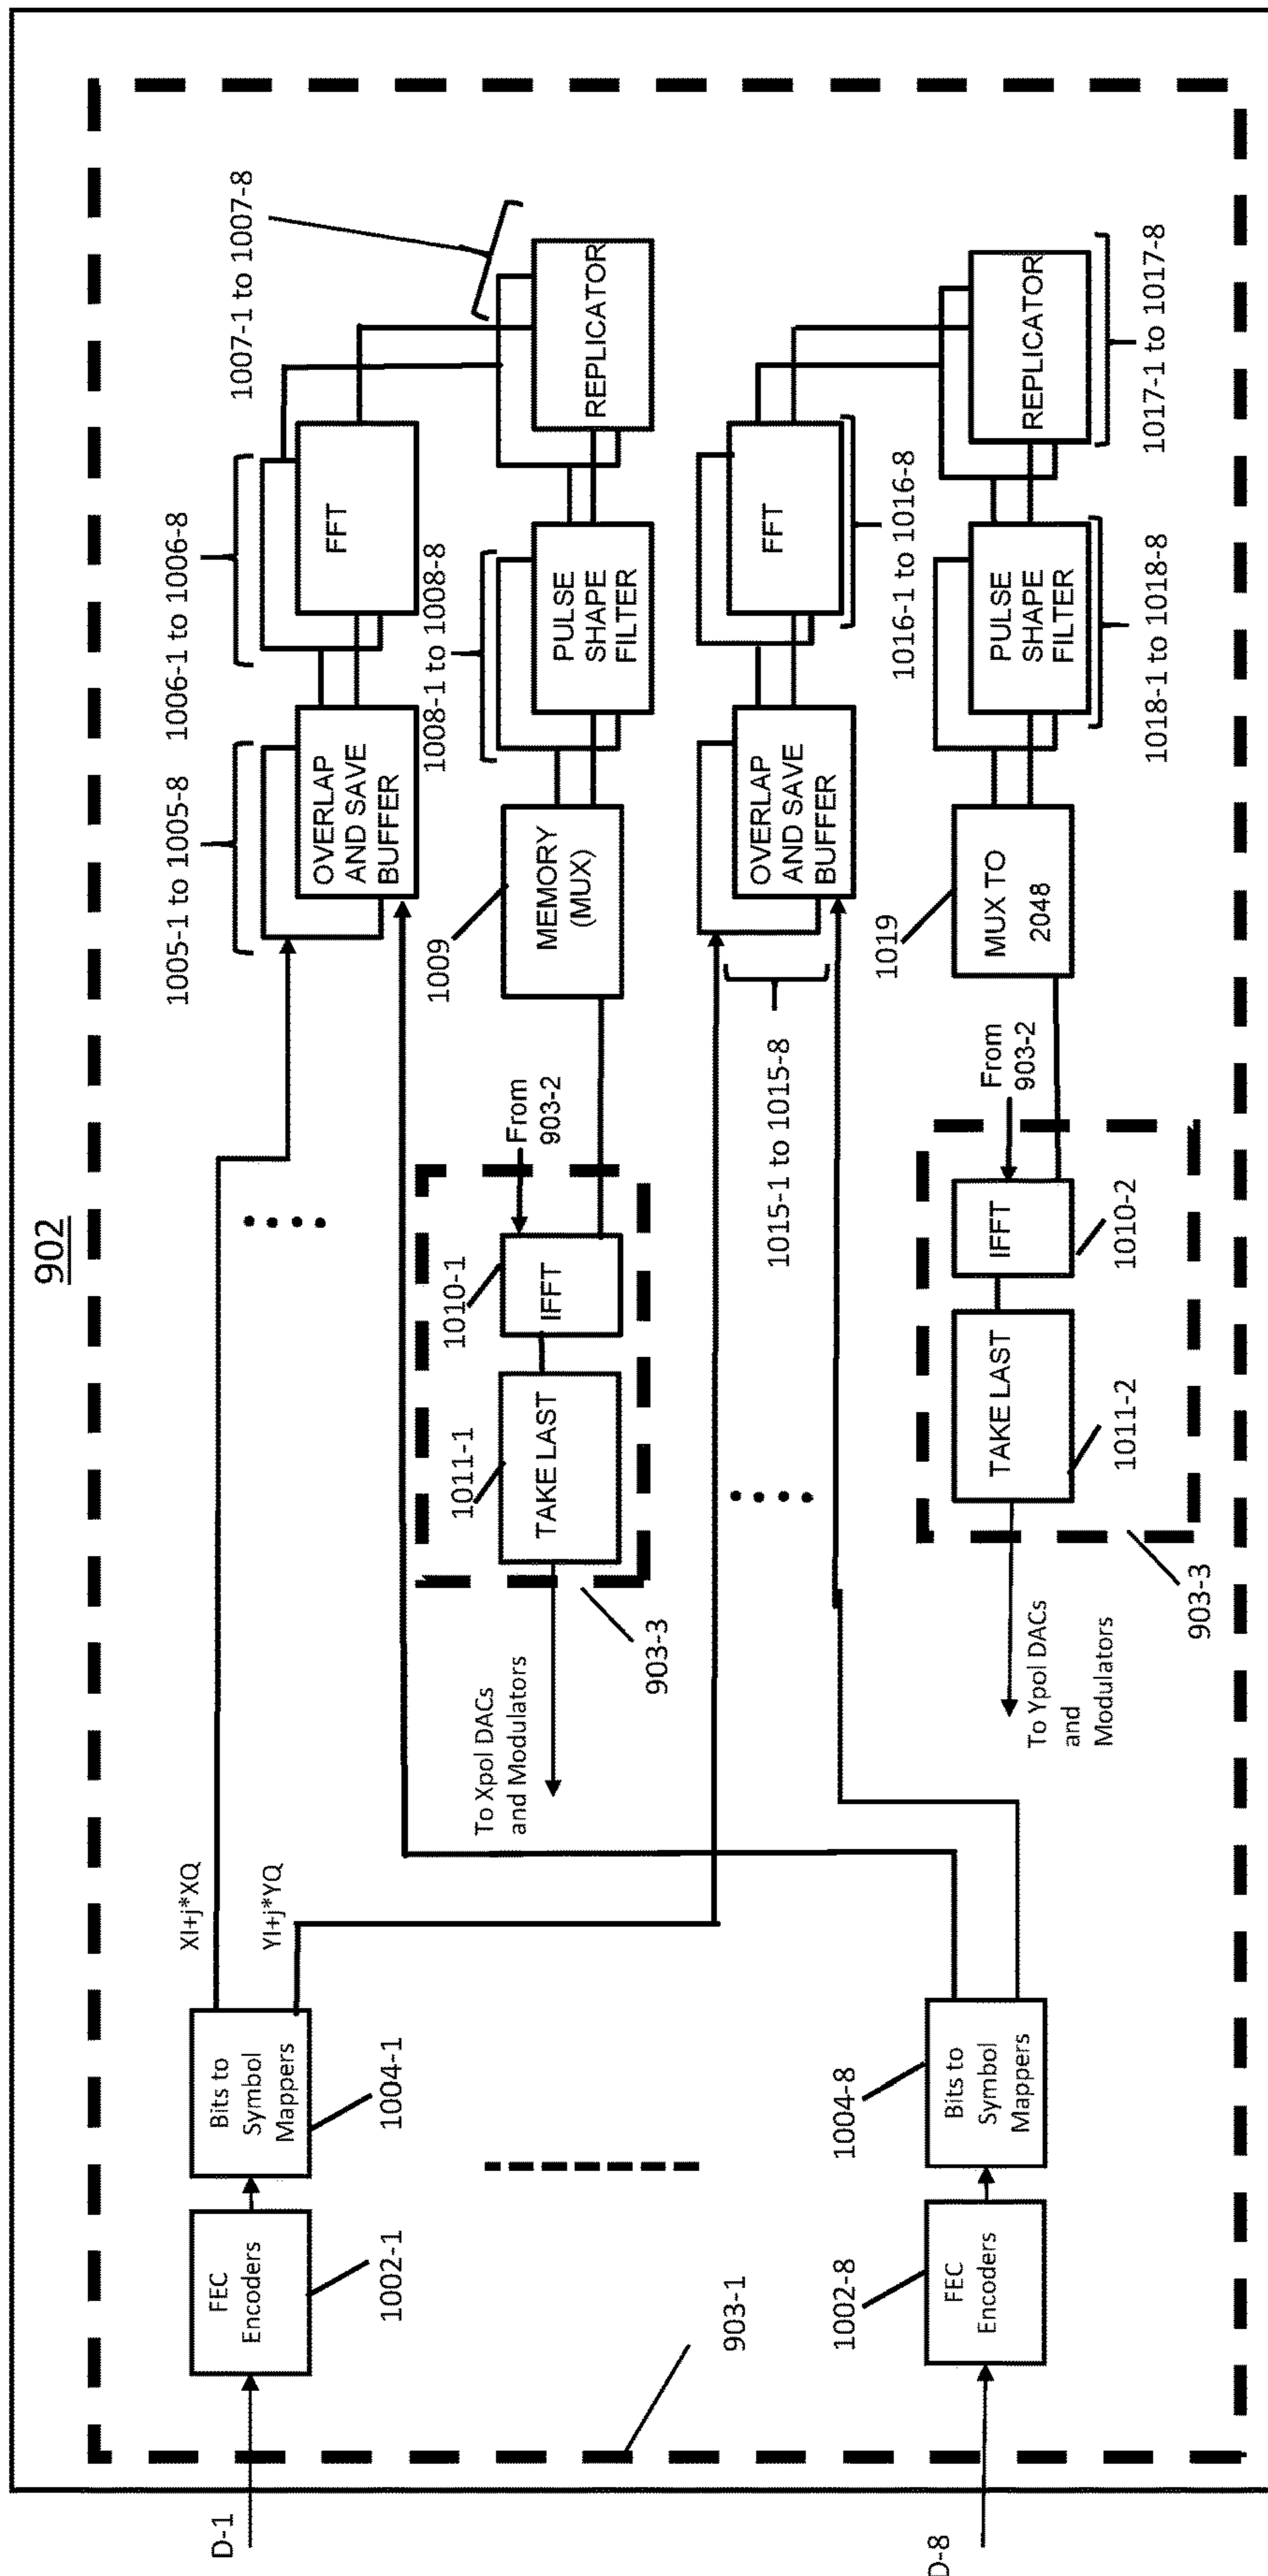 902
D-1
FEC
Encoders
1002-1
Bits to
Symbol
Mappers
1004-1
XI+j*XQ
YI+j*YQ
1005-1 to 1005-8
OVERLAP
AND SAVE
BUFFER
1006-1 to 1006-8
FFT
1007-1 to 1007-8
REPLICATOR
1008-1 to 1008-8
PULSE
SHAPE
FILTER
1009
MEMORY
(MUX)
From
903-2
1010-1
IFFT
1011-1
TAKE LAST
903-3
To Xpol DACs
and Modulators
1015-1 to 1015-8
OVERLAP
AND SAVE
BUFFER
1016-1 to 1016-8
FFT
1017-1 to 1017-8
REPLICATOR
1018-1 to 1018-8
PULSE
SHAPE
FILTER
1019
MUX TO
2048
From
903-2
1010-2
IFFT
1011-2
TAKE LAST
903-3
To Ypol DACs
and
Modulators
D-8
FEC
Encoders
1002-8
Bits to
Symbol
Mappers
1004-8
903-1